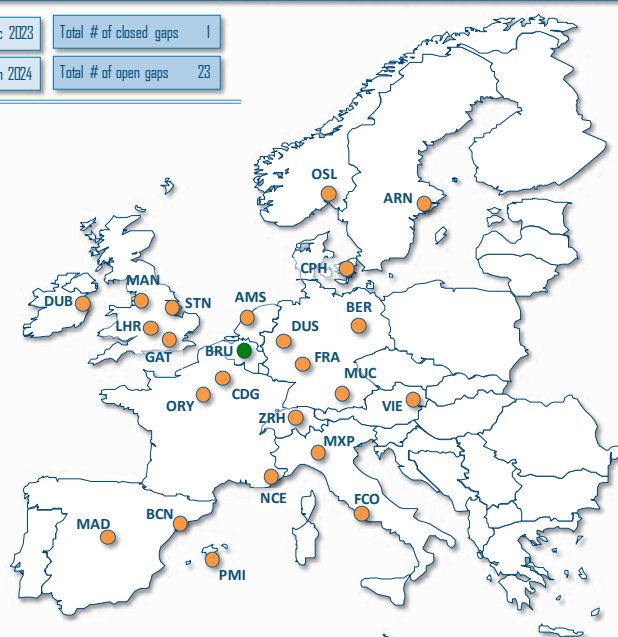 2023
Total # of closed gaps 1
2024
Total # of open gaps 23
OSL
ARN
CPH
MAN
DUB
STN
AMS
BER
LHR
DUS
GAT
BRU
FRA
MUC
CDG
ORY
VIE
ZRH
MXP
NCE
FCO
BCN
MAD
PMI